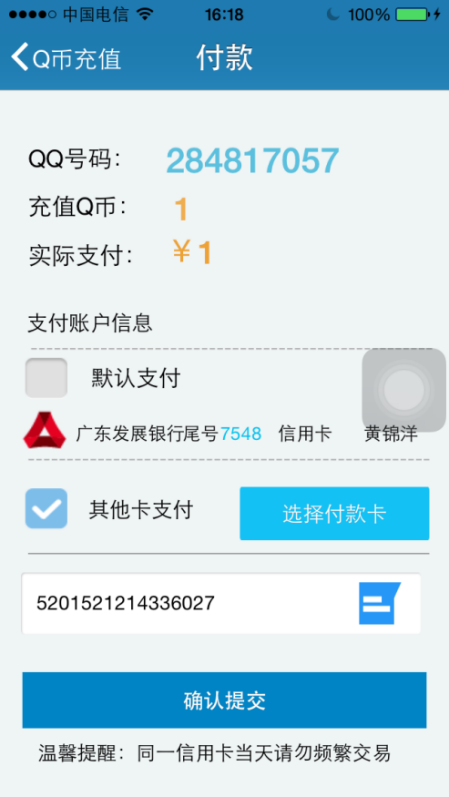 中国电信 16:18 100%
Q币充值 付款
QQ号码： 284817057
充值Q币： 1
实际支付： ￥1
支付账户信息
默认支付
广东发展银行尾号7548 信用卡 黄锦洋
其他卡支付 选择付款卡
5201521214336027
确认提交
温馨提醒：同一信用卡当天请勿频繁交易